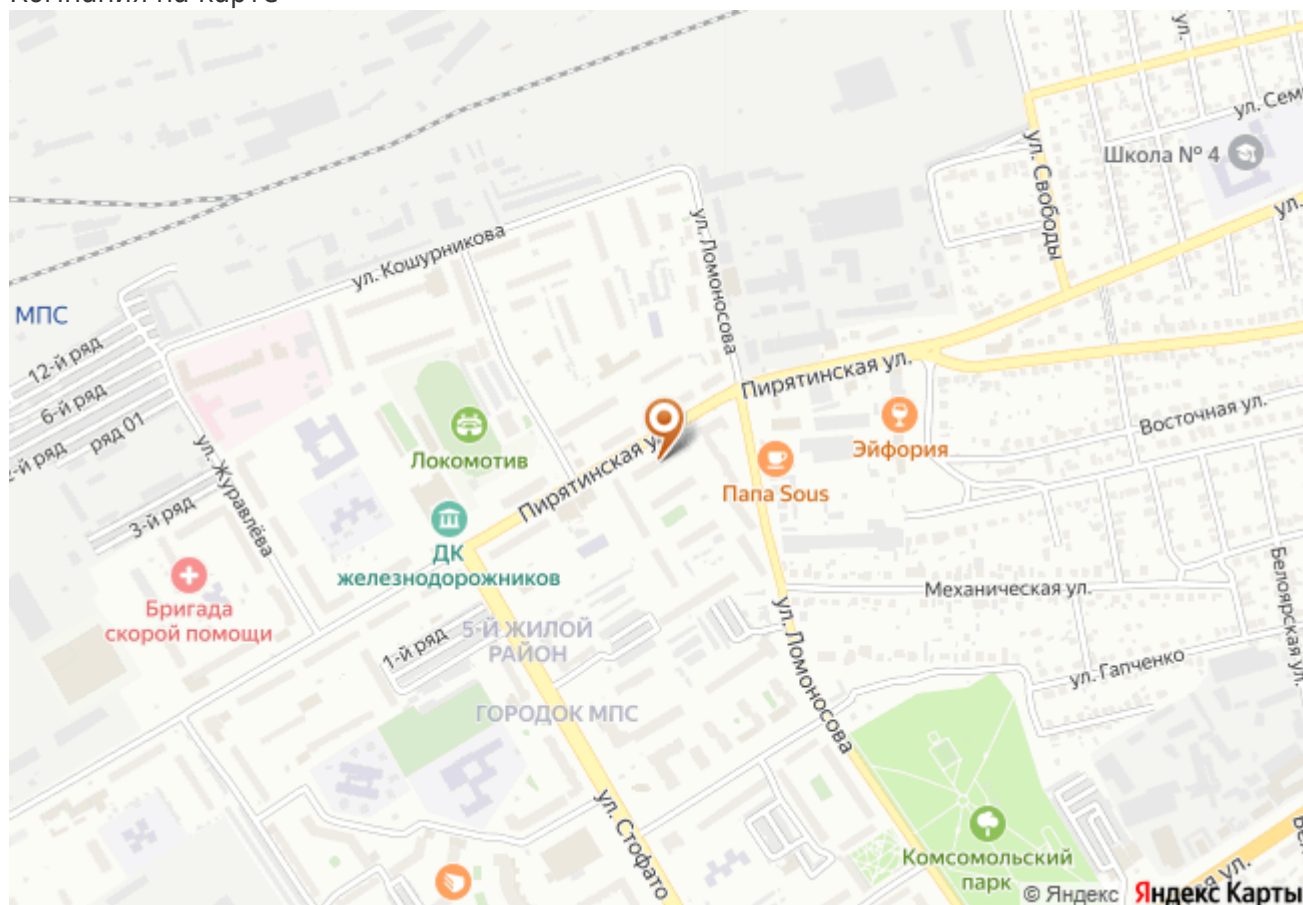 ул.
ул. Сем
Школа № 4
ул. Свободы
ул.
ул. Ломоносова
ул. Кошурникова
МПС
12-й ряд
6-й ряд
ряд 01
й ряд
3-й ряд
ул. Журавлёва
Локомотив
Пирятинская ул.
Пирятинская у
Эйфория
Папа Sous
Восточная ул.
ДК
железнодорожников
Бригада
скорой помощи
1-й ряд
5-Й ЖИЛОЙ
РАЙОН
ГОРОДОК МПС
Механическая ул.
Белоярская ул.
ул. Гапченко
ул. Ломоносова
ул. Стофато
Комсомольский
парк
ул.
© Яндекс Яндекс Карты